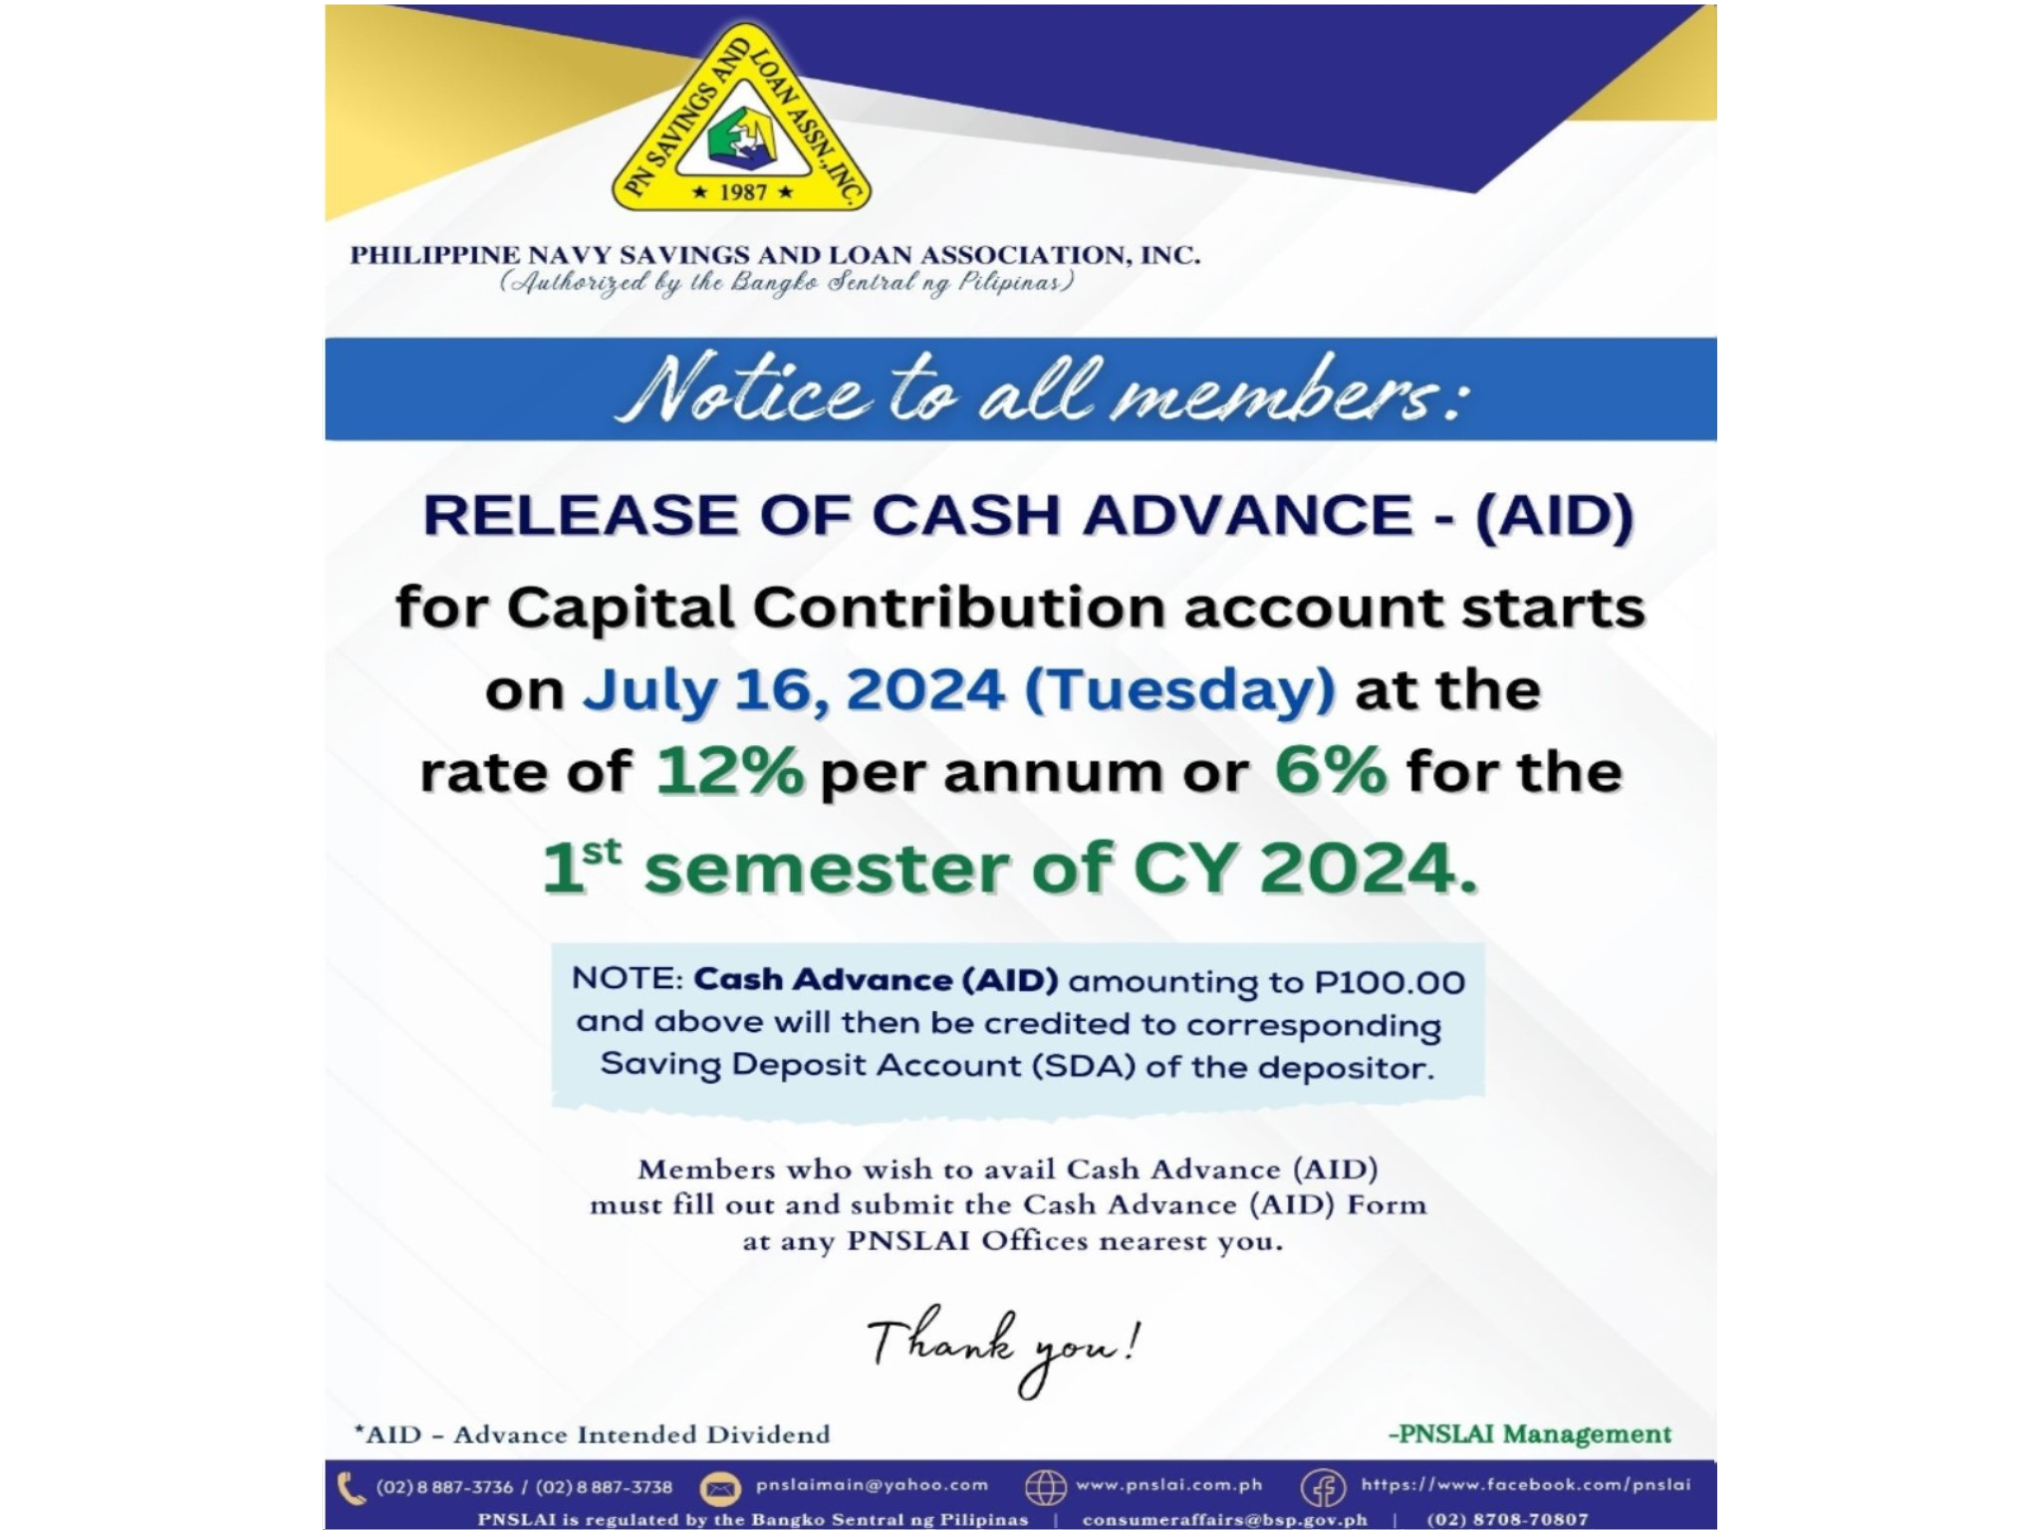 PN SAVINGS AND LOAN ASSN., INC.
★ 1987 ★
PHILIPPINE NAVY SAVINGS AND LOAN ASSOCIATION, INC.
(Authorized by the Bangko Sentral ng Pilipinas)
Notice to all members:
RELEASE OF CASH ADVANCE - (AID)
for Capital Contribution account starts
on July 16, 2024 (Tuesday) at the
rate of 12% per annum or 6% for the
1st semester of CY 2024.
NOTE: Cash Advance (AID) amounting to P100.00
and above will then be credited to corresponding
Saving Deposit Account (SDA) of the depositor.
Members who wish to avail Cash Advance (AID)
must fill out and submit the Cash Advance (AID) Form
at any PNSLAI Offices nearest you.
Thank you!
*AID – Advance Intended Dividend
-PNSLAI Management
(02) 8 887-3736 / (02) 8 887-3738 pnslaimain@yahoo.com www.pnslai.com.ph https://www.facebook.com/pnslai
PNSLAI is regulated by the Bangko Sentral ng Pilipinas | consumeraffairs@bsp.gov.ph | (02) 8708-70807